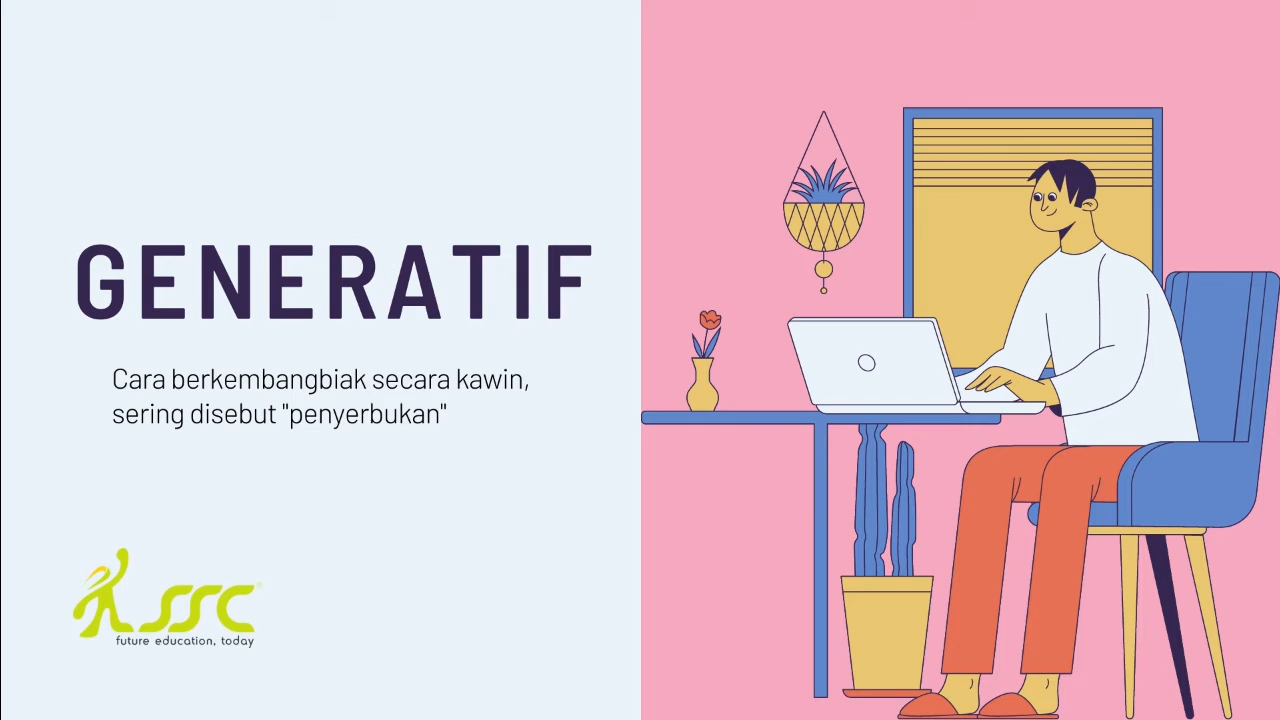 GENERATIF
Cara berkembangbiak secara kawin,
sering disebut "penyerbukan"
SSC
future education, today